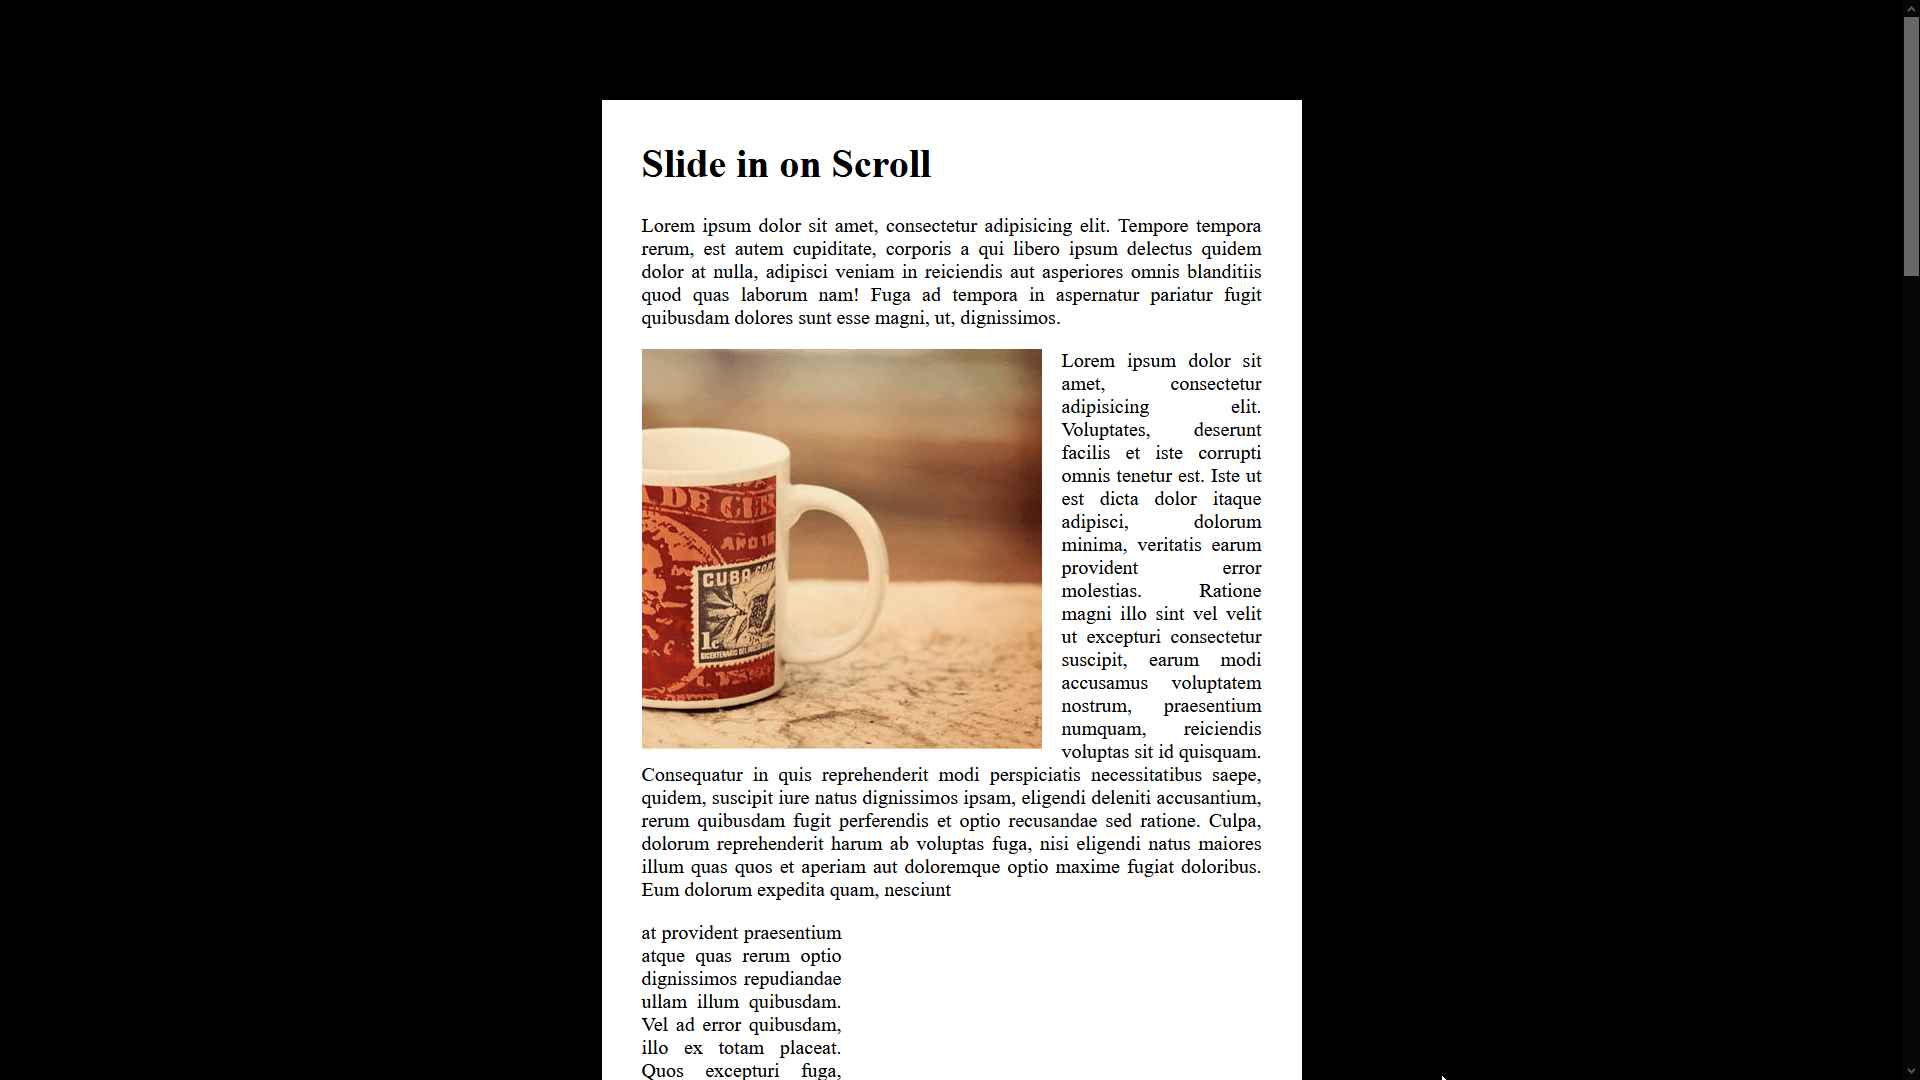 Slide in on Scroll
Lorem ipsum dolor sit amet, consectetur adipisicing elit. Tempore tempora
rerum, est autem cupiditate, corporis a qui libero ipsum delectus quidem
dolor at nulla, adipisci veniam in reiciendis aut asperiores omnis blanditiis
quod quas laborum nam! Fuga ad tempora in aspernatur pariatur fugit
quibusdam dolores sunt esse magni, ut, dignissimos.
DE CU
AÑO 19
CUBA
1c
Lorem ipsum dolor sit
amet, consectetur
adipisicing elit.
Voluptates, deserunt
facilis et iste corrupti
omnis tenetur est. Iste ut
est dicta dolor itaque
adipisci, dolorum
minima, veritatis earum
provident error
molestias. Ratione
magni illo sint vel velit
ut excepturi consectetur
suscipit, earum modi
accusamus voluptatem
nostrum, praesentium
numquam, reiciendis
voluptas sit id quisquam.
Consequatur in quis reprehenderit modi perspiciatis necessitatibus saepe,
quidem, suscipit iure natus dignissimos ipsam, eligendi deleniti accusantium,
rerum quibusdam fugit perferendis et optio recusandae sed ratione. Culpa,
dolorum reprehenderit harum ab voluptas fuga, nisi eligendi natus maiores
illum quas quos et aperiam aut doloremque optio maxime fugiat doloribus.
Eum dolorum expedita quam, nesciunt
at provident praesentium
atque quas rerum optio
dignissimos repudiandae
ullam illum quibusdam.
Vel ad error quibusdam,
illo ex totam placeat.
Quos excepturi fuga,